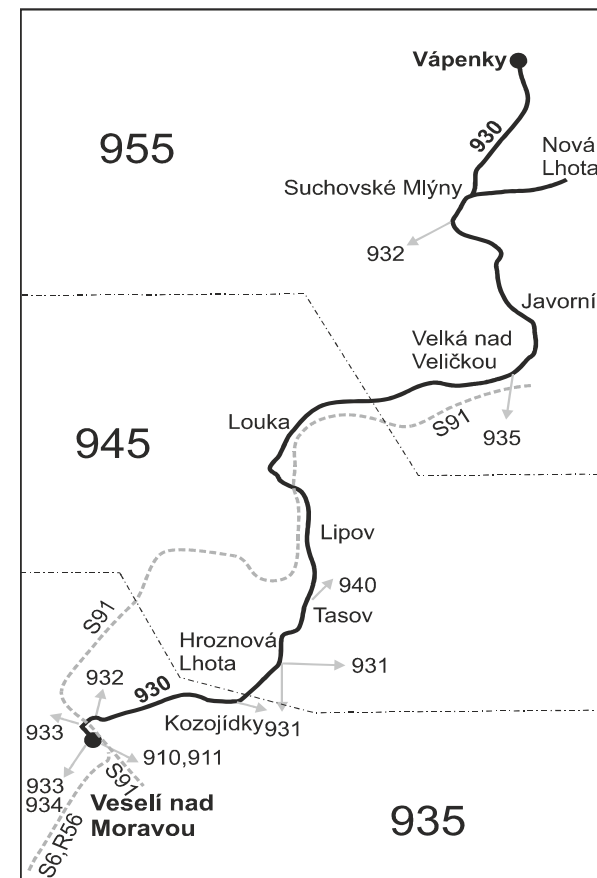 Vápenky
930
955
Nová
Lhota
Suchovské Mlýny
932
Javorní
Velká nad
Veličkou
S91
935
Louka
945
Lipov
940
Tasov
S91
Hroznová
Lhota
931
932
930
933
Kozojídky
931
910,911
933
934
S91
Veselí nad
Moravou
935
S6,R56